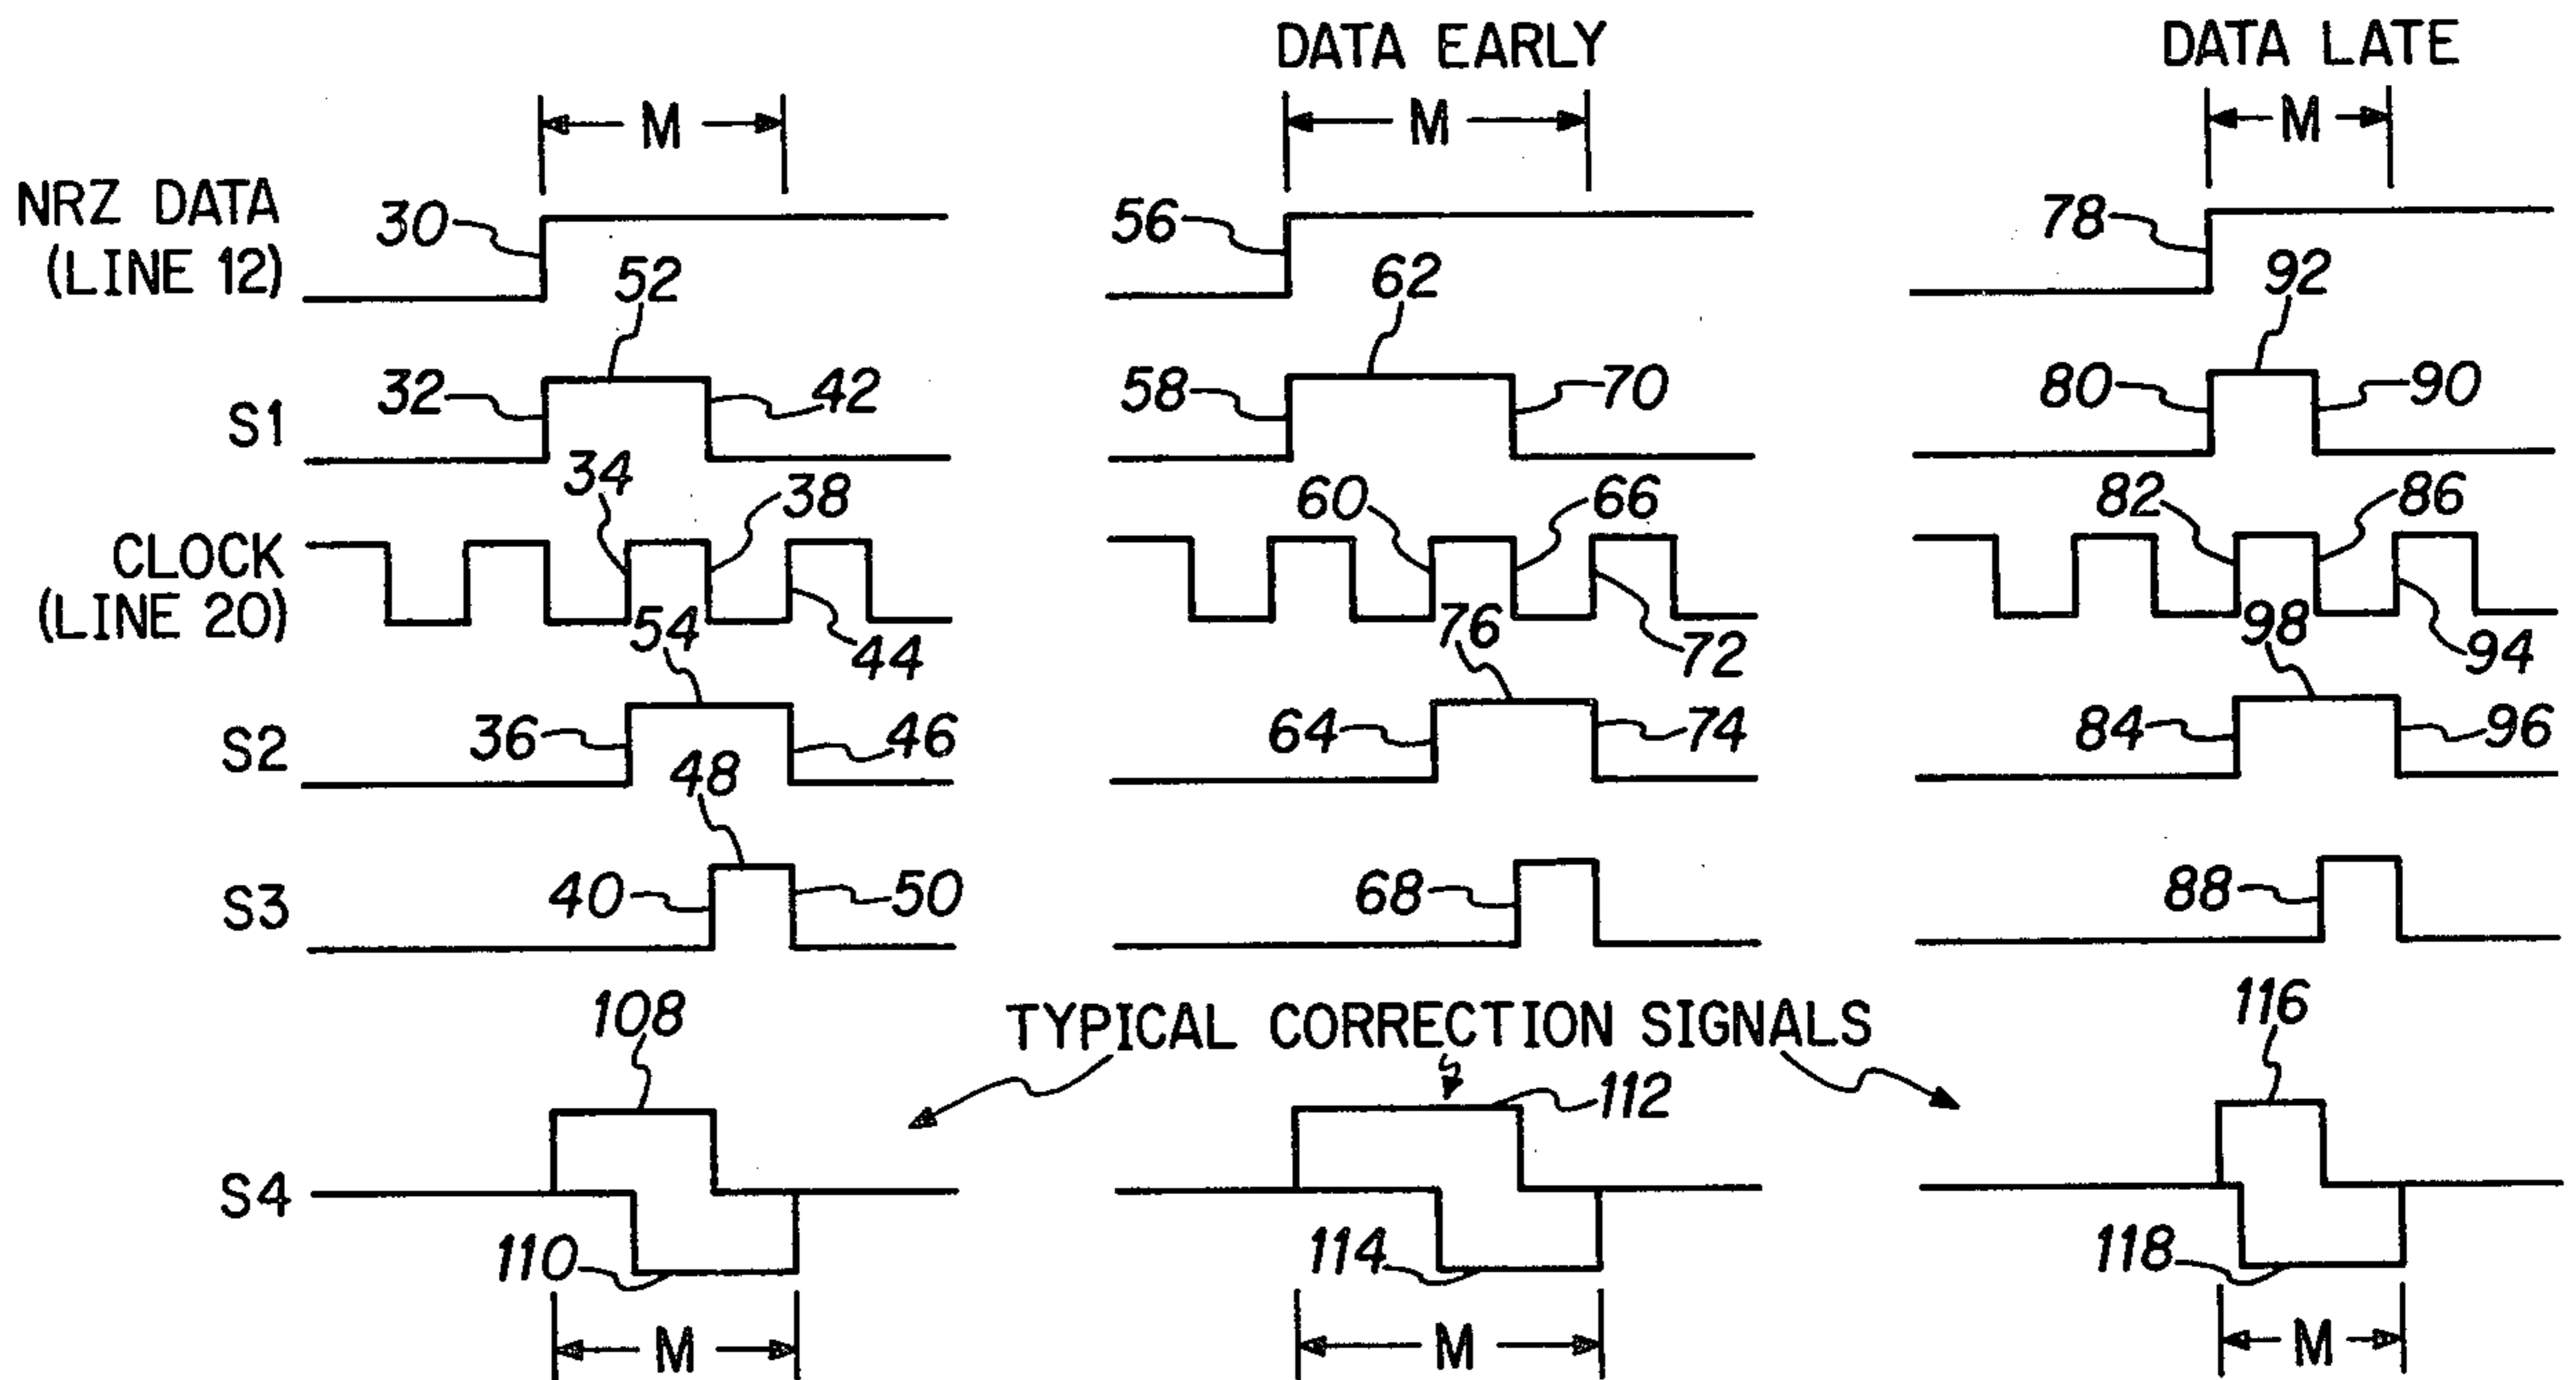 DATA EARLY DATA LATE
M M M
NRZ DATA
(LINE 12)
30 56 78
52 62 92
S1
32 42 58 70 80 90
34 38 60 66 82 86
CLOCK
(LINE 20)
54 44 76 72 98 94
S2
36 46 64 74 84 96
48
S3
40 50 68 88
108 TYPICAL CORRECTION SIGNALS 116
112
S4
110 114 118
M M M